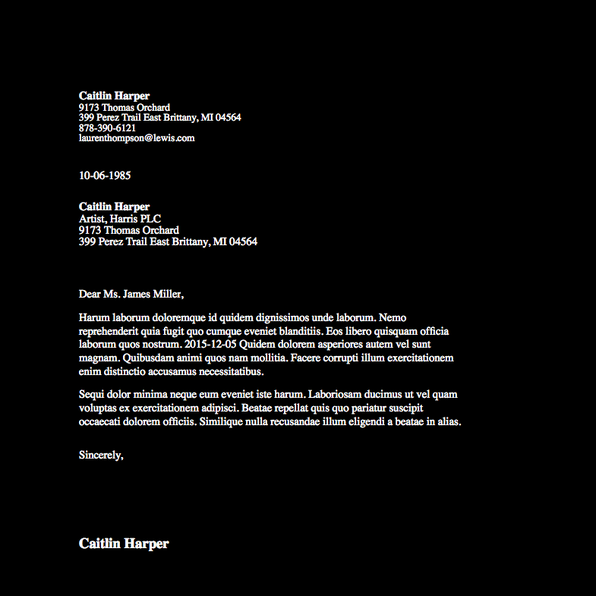 Caitlin Harper
9173 Thomas Orchard
399 Perez Trail East Brittany, MI 04564
878-390-6121
laurenthompson@lewis.com
10-06-1985
Caitlin Harper
Artist, Harris PLC
9173 Thomas Orchard
399 Perez Trail East Brittany, MI 04564
Dear Ms. James Miller,
Harum laborum doloremque id quidem dignissimos unde laborum. Nemo
reprehenderit quia fugit quo cumque eveniet blanditiis. Eos libero quisquam officia
laborum quos nostrum. 2015-12-05 Quidem dolorem asperiores autem vel sunt
magnam. Quibusdam animi quos nam mollitia. Facere corrupti illum exercitationem
enim distinctio accusamus necessitatibus.
Sequi dolor minima neque eum eveniet iste harum. Laboriosam ducimus ut vel quam
voluptas ex exercitationem adipisci. Beatae repellat quis quo pariatur suscipit
occaecati dolorem officiis. Similique nulla recusandae illum eligendi a beatae in alias.
Sincerely,
Caitlin Harper